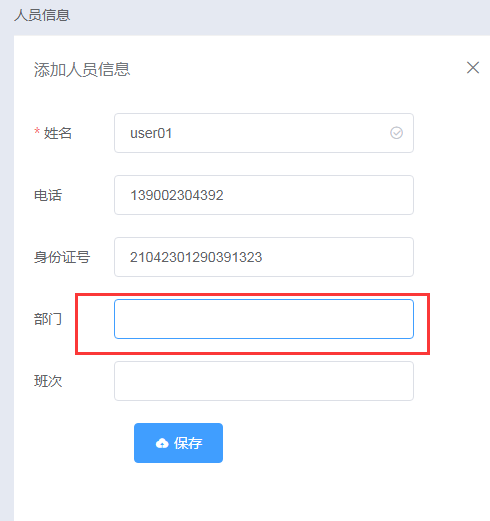 人员信息
添加人员信息
* 姓名 user01
电话 139002304392
身份证号 21042301290391323
部门
班次
保存